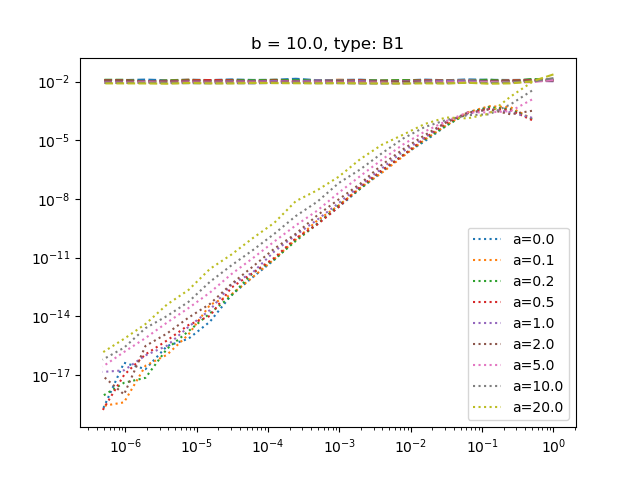 b = 10.0, type: B1
10⁻²
10⁻⁵
10⁻⁸
10⁻¹¹
10⁻¹⁴
10⁻¹⁷
a=0.0
a=0.1
a=0.2
a=0.5
a=1.0
a=2.0
a=5.0
a=10.0
a=20.0
10⁻⁶ 10⁻⁵ 10⁻⁴ 10⁻³ 10⁻² 10⁻¹ 10⁰